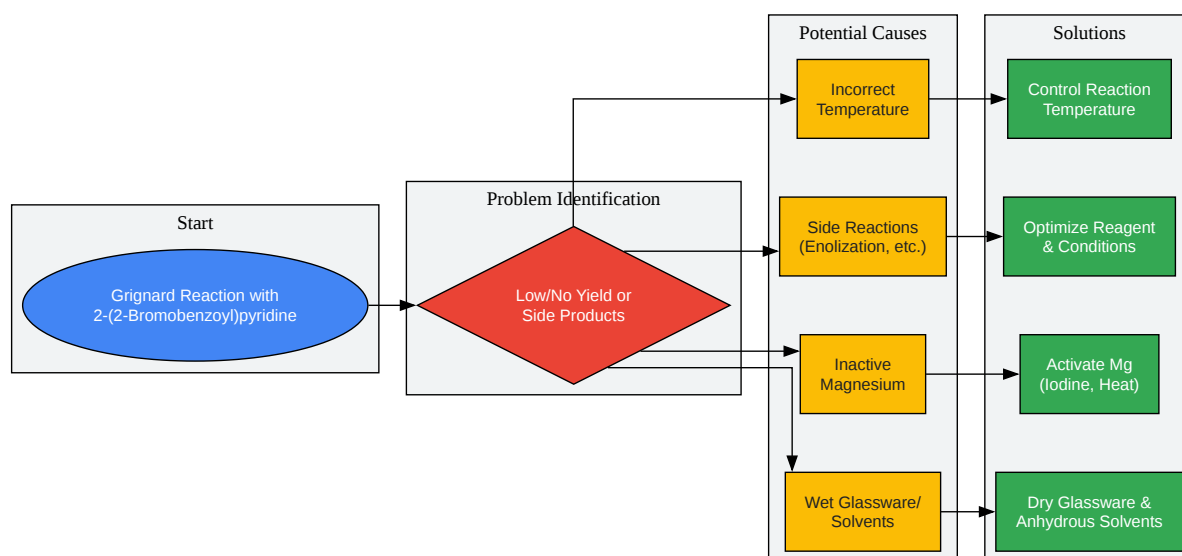 Start
Grignard Reaction with
2-(2-Bromobenzoyl)pyridine
Problem Identification
Low/No Yield or
Side Products
Potential Causes
Incorrect
Temperature
Side Reactions
(Enolization, etc.)
Inactive
Magnesium
Wet Glassware/
Solvents
Solutions
Control Reaction
Temperature
Optimize Reagent
& Conditions
Activate Mg
(Iodine, Heat)
Dry Glassware &
Anhydrous Solvents